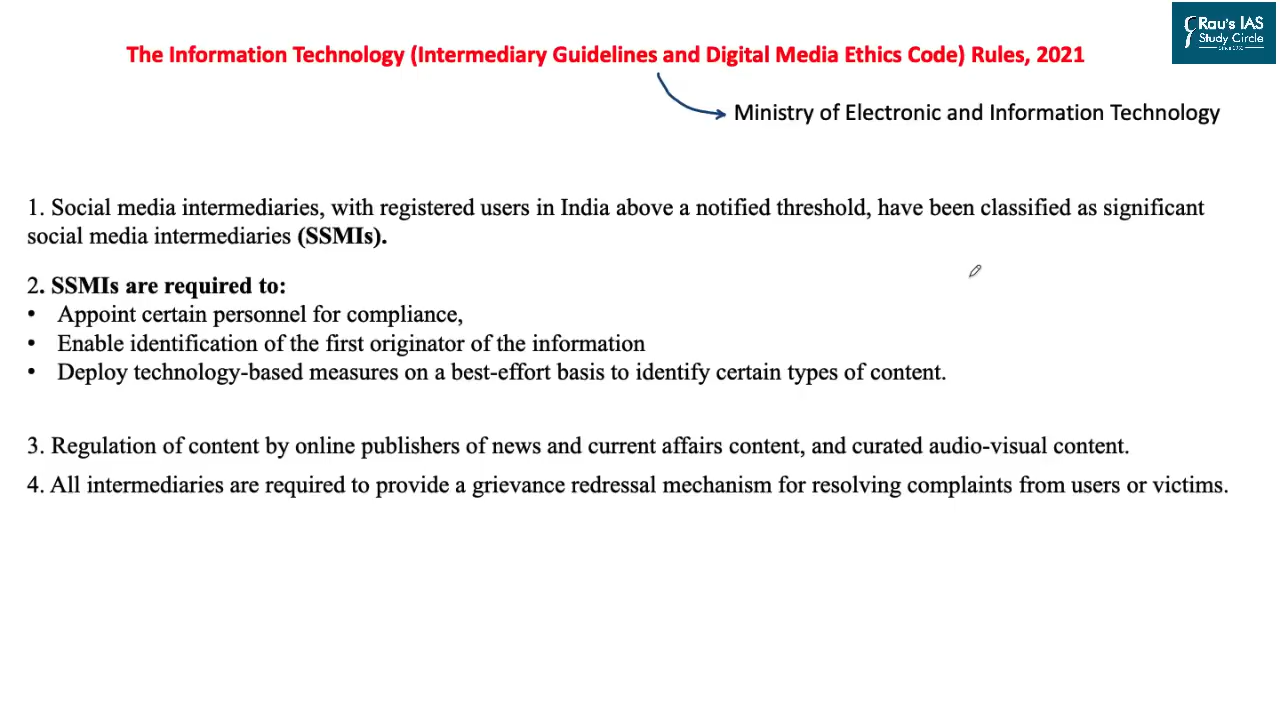 Rau's IAS
Study Circle
The Information Technology (Intermediary Guidelines and Digital Media Ethics Code) Rules, 2021
Ministry of Electronic and Information Technology
1. Social media intermediaries, with registered users in India above a notified threshold, have been classified as significant
social media intermediaries (SSMIs).
2. SSMIs are required to:
• Appoint certain personnel for compliance,
• Enable identification of the first originator of the information
• Deploy technology-based measures on a best-effort basis to identify certain types of content.
3. Regulation of content by online publishers of news and current affairs content, and curated audio-visual content.
4. All intermediaries are required to provide a grievance redressal mechanism for resolving complaints from users or victims.